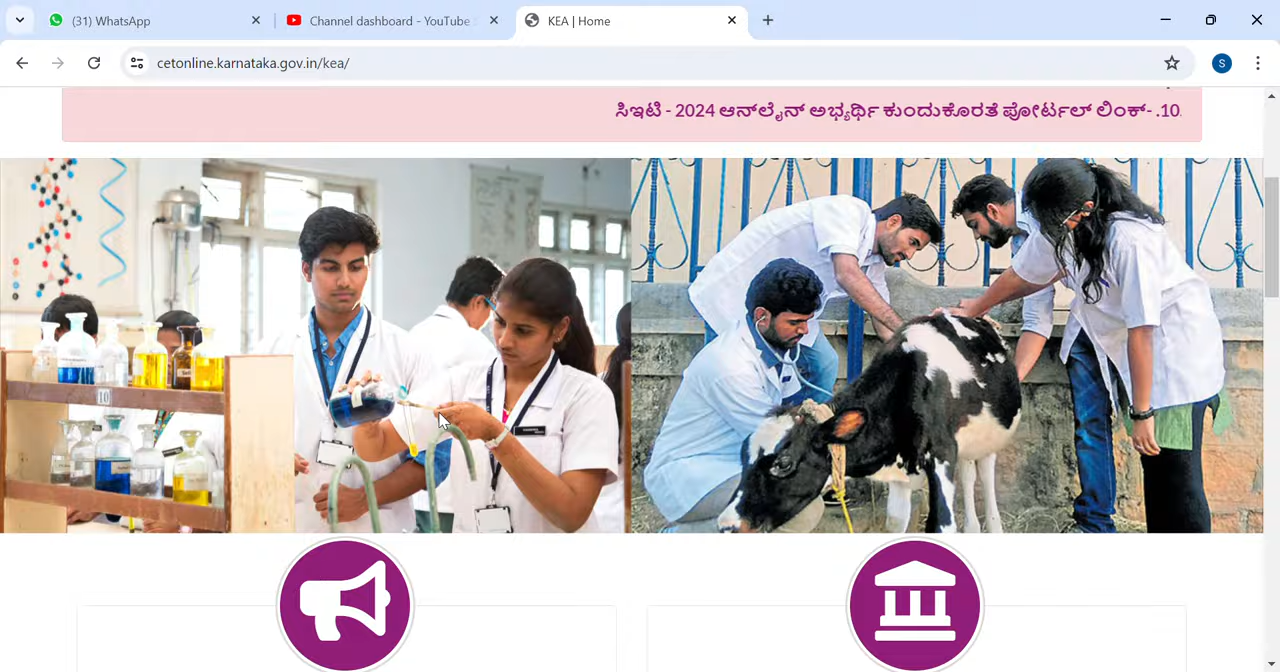 (31) WhatsApp
Channel dashboard - YouTube
KEA | Home
cetonline.karnataka.gov.in/kea/
S
ಸಿಇಟಿ - 2024 ಆನ್‌ಲೈನ್ ಅಭ್ಯರ್ಥಿ ಕುಂದುಕೊರತೆ ಪೋರ್ಟಲ್ ಲಿಂಕ್- .10
10